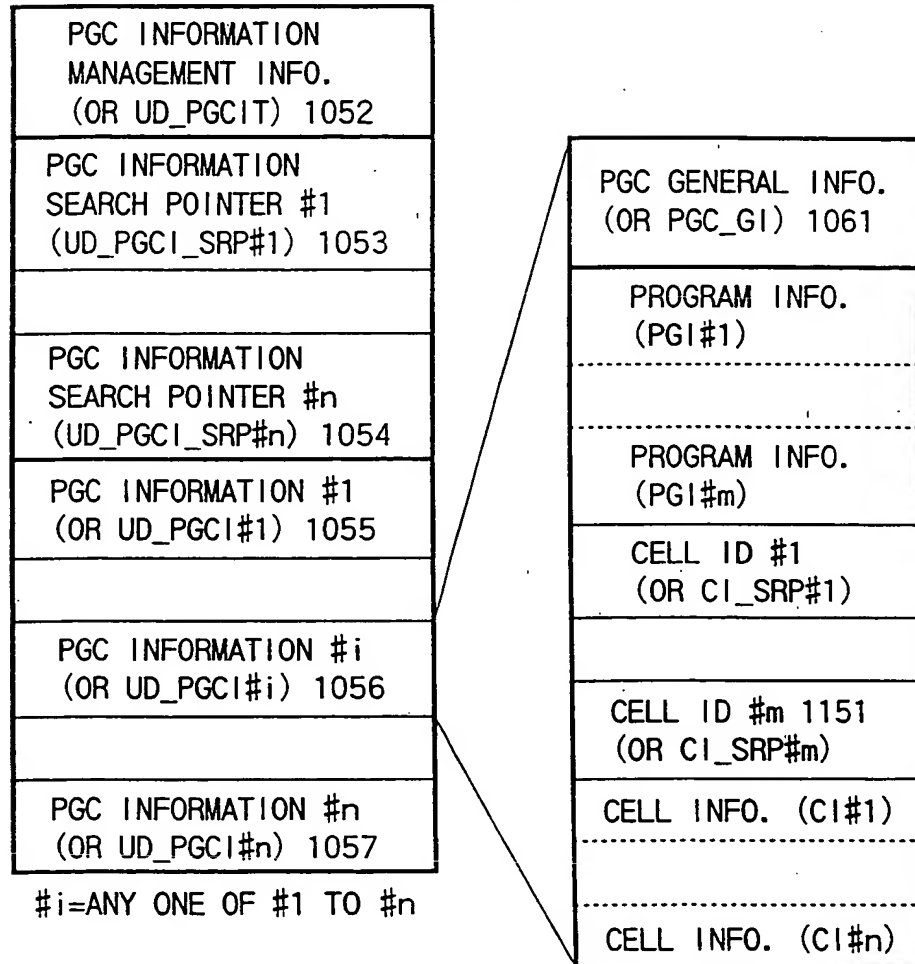 PGC INFORMATION
MANAGEMENT INFO.
(OR UD_PGCIT) 1052
PGC INFORMATION
SEARCH POINTER #1
(UD_PGCI_SRP#1) 1053
PGC INFORMATION
SEARCH POINTER #n
(UD_PGCI_SRP#n) 1054
PGC INFORMATION #1
(OR UD_PGCI#1) 1055
PGC INFORMATION #i
(OR UD_PGCI#i) 1056
PGC INFORMATION #n
(OR UD_PGCI#n) 1057
#i=ANY ONE OF #1 TO #n
PGC GENERAL INFO.
(OR PGC_GI) 1061
PROGRAM INFO.
(PGI#1)
PROGRAM INFO.
(PGI#m)
CELL ID #1
(OR CI_SRP#1)
CELL ID #m 1151
(OR CI_SRP#m)
CELL INFO. (CI#1)
CELL INFO. (CI#n)